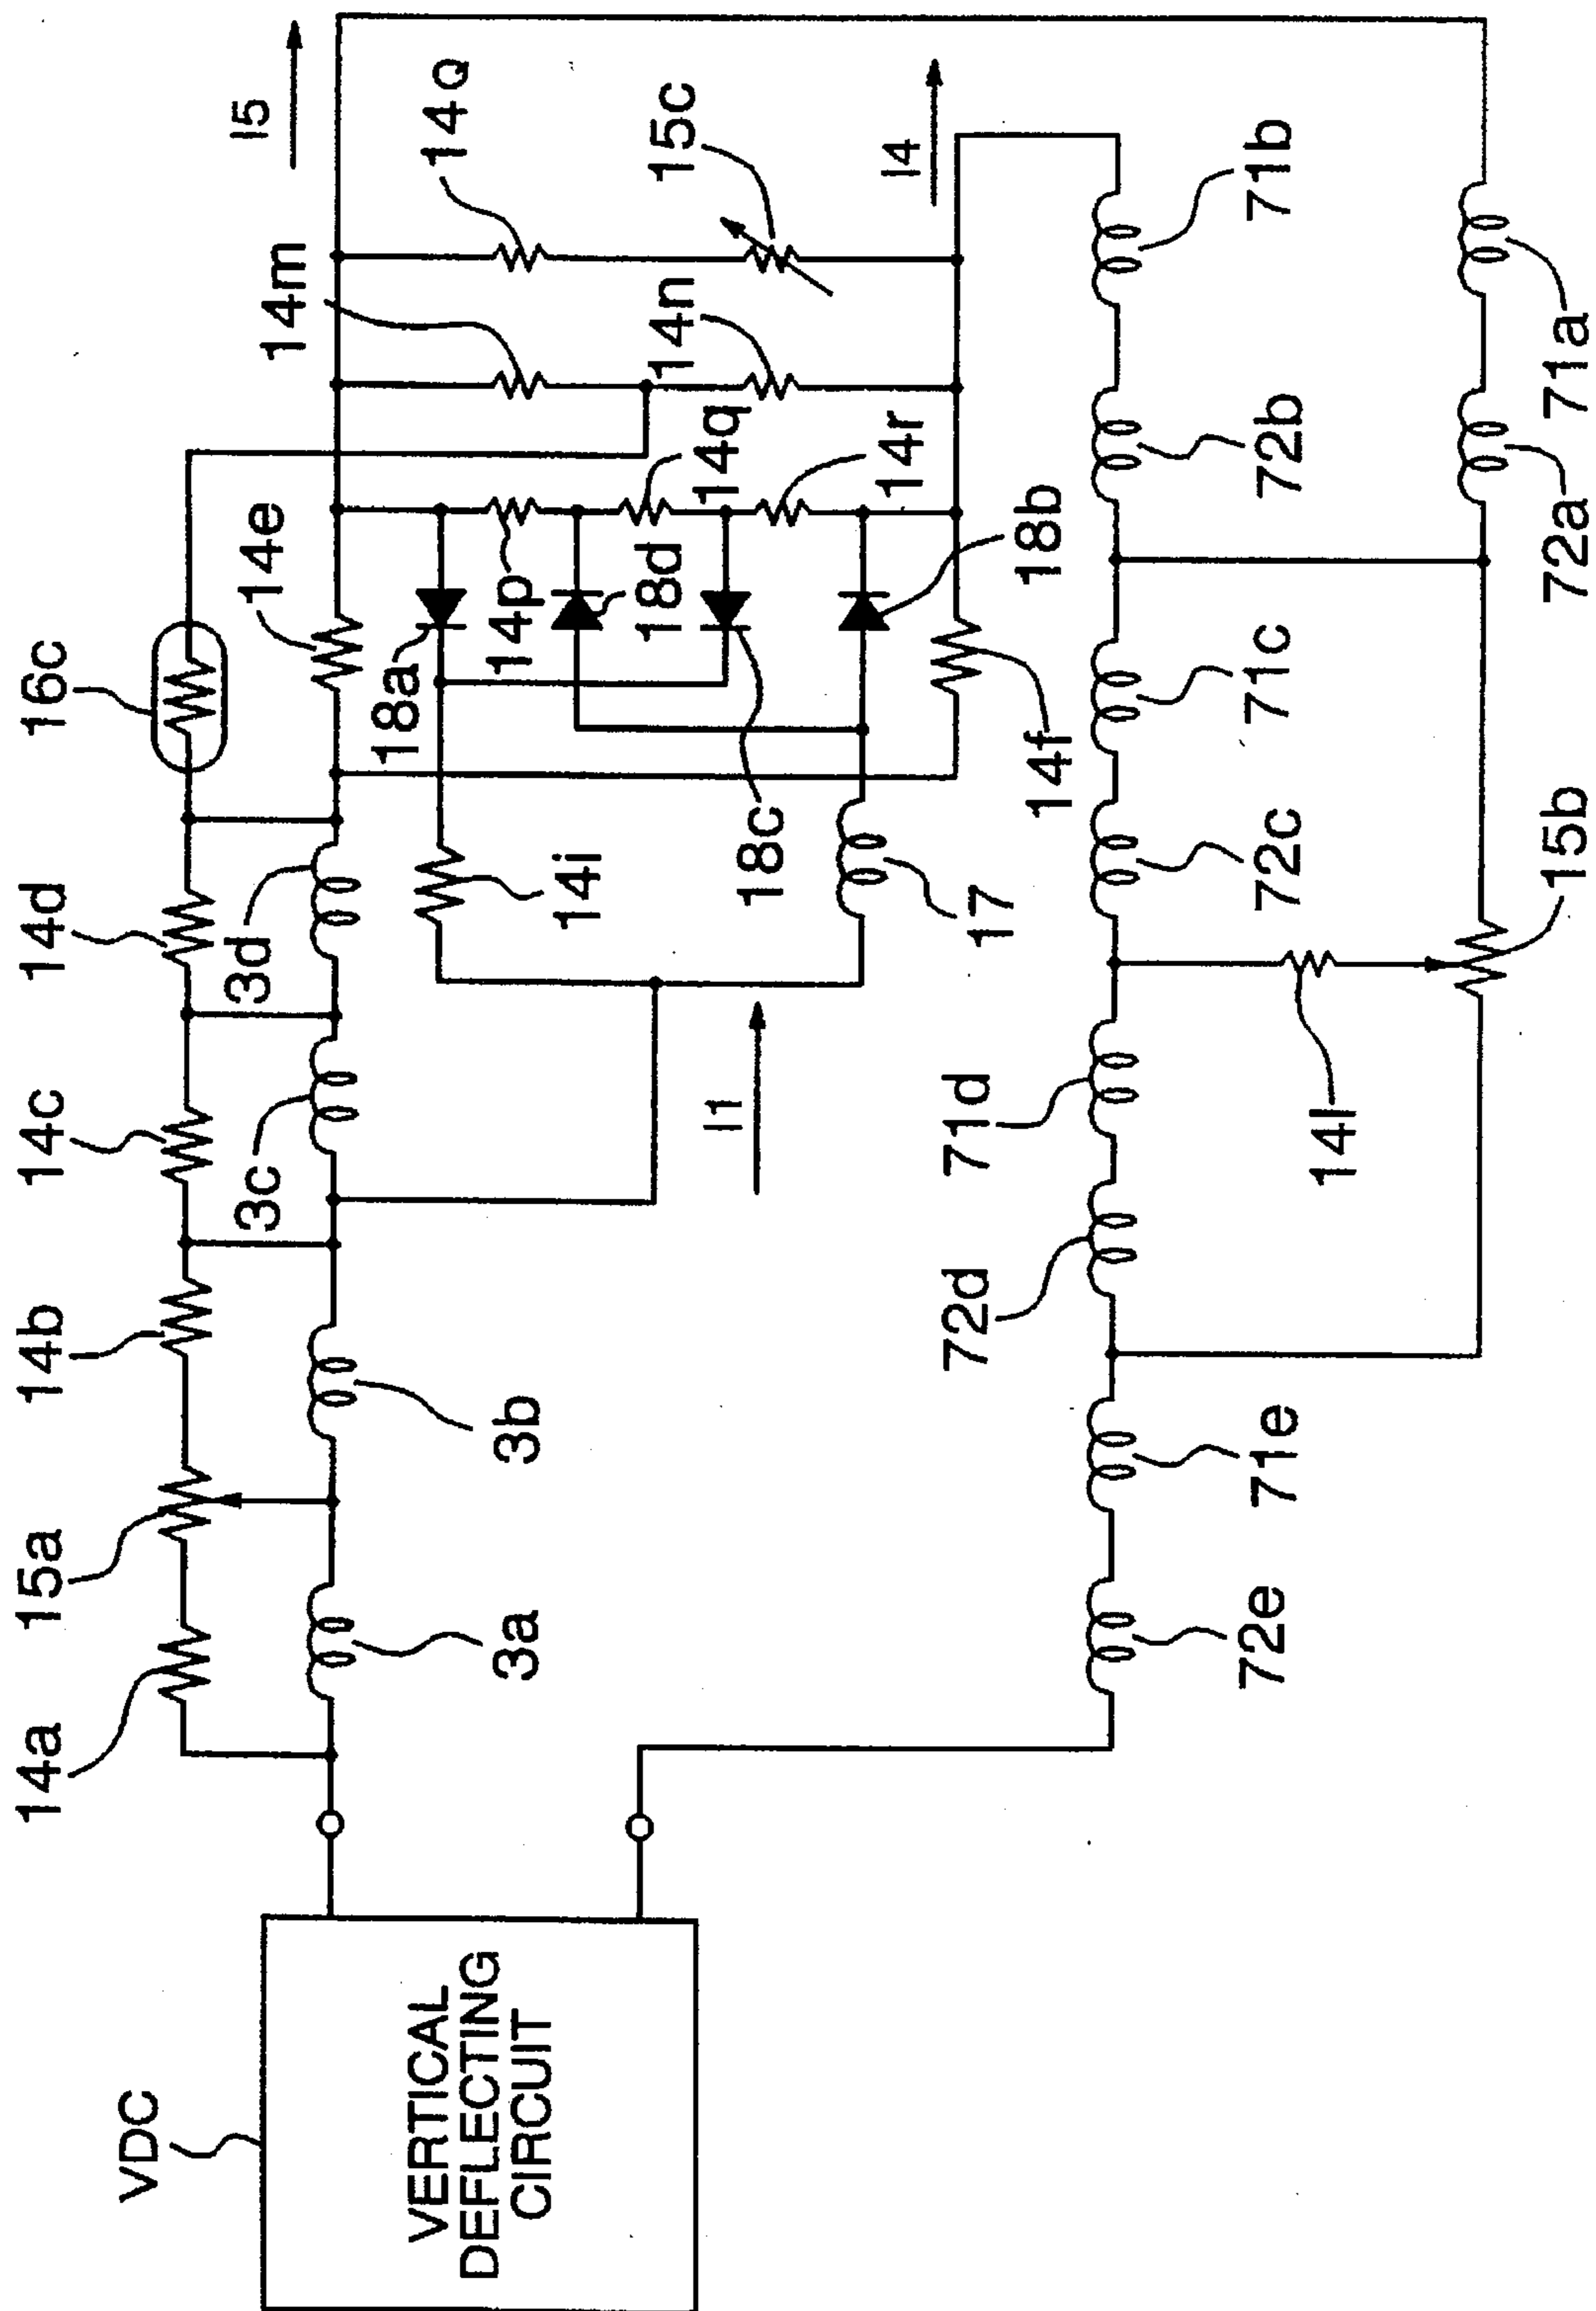 VDC
VERTICAL
DEFLECTING
CIRCUIT
14a
15a
14b
14c
14d
16c
3a
3b
3c
3d
14e
14m
I5
14Q
15c
14n
14q
14r
14p
18a
18d
18b
18c
14i
17
14f
I1
I4
71b
72b
71c
72c
71d
72d
71e
72e
14l
15b
72a
71a